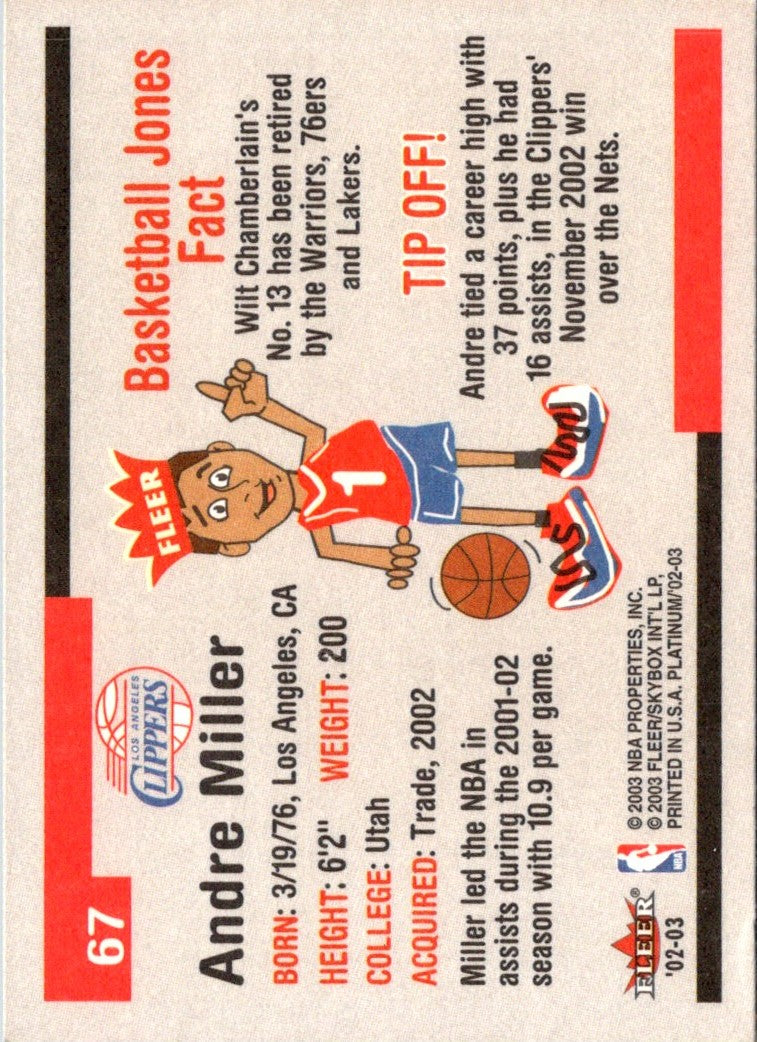 67
LOS ANGELES
CLIPPERS
Andre Miller
BORN: 3/19/76, Los Angeles, CA
HEIGHT: 6'2" WEIGHT: 200
COLLEGE: Utah
ACQUIRED: Trade, 2002
Miller led the NBA in
assists during the 2001-02
season with 10.9 per game.
FLEER
'02-03
NBA
© 2003 NBA PROPERTIES, INC.
© 2003 FLEER/SKYBOX INT'L LP,
PRINTED IN U.S.A. PLATINUM/'02-03
FLEER
1
Basketball Jones
Fact
Wilt Chamberlain's
No. 13 has been retired
by the Warriors, 76ers
and Lakers.
TIP OFF!
Andre tied a career high with
37 points, plus he had
16 assists, in the Clippers'
November 2002 win
over the Nets.